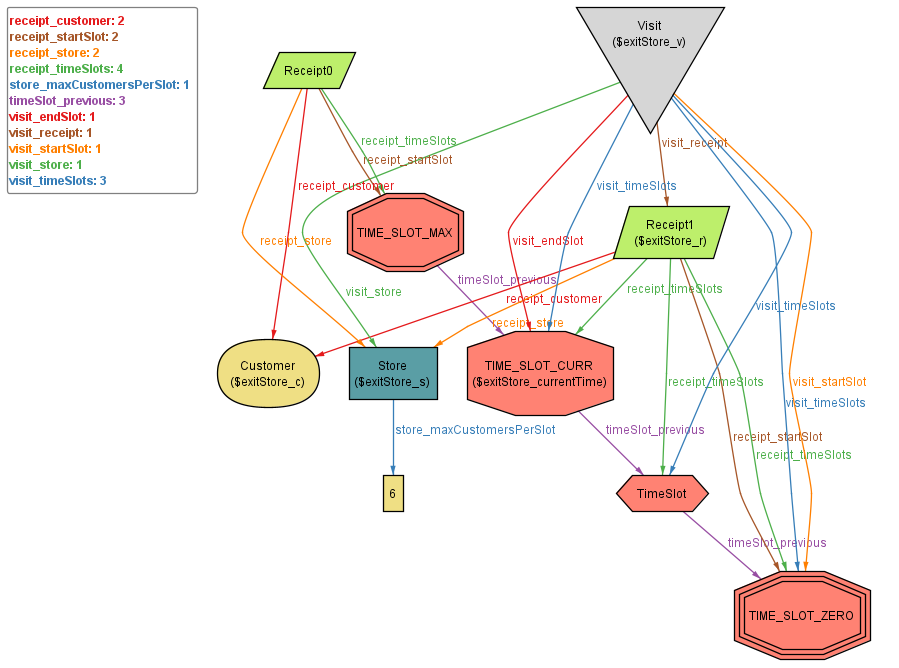 receipt_customer: 2
receipt_startSlot: 2
receipt_store: 2
receipt_timeSlots: 4
store_maxCustomersPerSlot: 1
timeSlot_previous: 3
visit_endSlot: 1
visit_receipt: 1
visit_startSlot: 1
visit_store: 1
visit_timeSlots: 3
Visit
($exitStore_v)
Receipt0
receipt_timeSlots
visit_receipt
receipt_startSlot
receipt_customer
visit_timeSlots
Receipt1
($exitStore_r)
TIME_SLOT_MAX
receipt_store
visit_endSlot
timeSlot_previous
visit_store
receipt_customer
receipt_timeSlots
visit_timeSlots
receipt_store
Customer
($exitStore_c)
Store
($exitStore_s)
TIME_SLOT_CURR
($exitStore_currentTime)
receipt_timeSlots
visit_startSlot
visit_timeSlots
store_maxCustomersPerSlot
timeSlot_previous
receipt_startSlot
receipt_timeSlots
6
TimeSlot
timeSlot_previous
TIME_SLOT_ZERO